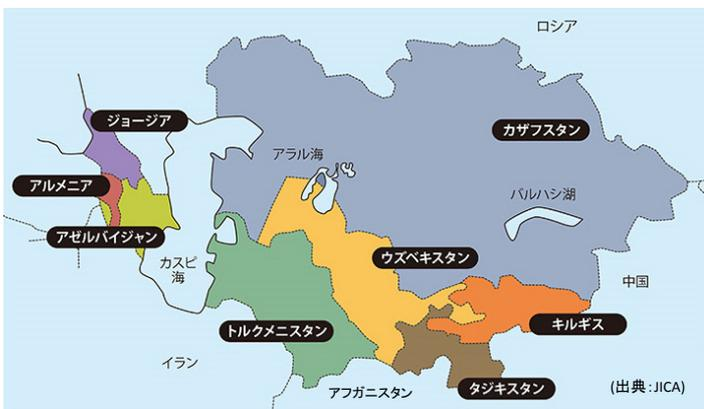 ロシア
ジョージア
カザフスタン
アラル海
アルメニア
バルハシ湖
アゼルバイジャン
カスピ
海
ウズベキスタン
中国
トルクメニスタン
キルギス
イラン
アフガニスタン
タジキスタン
(出典:JICA)